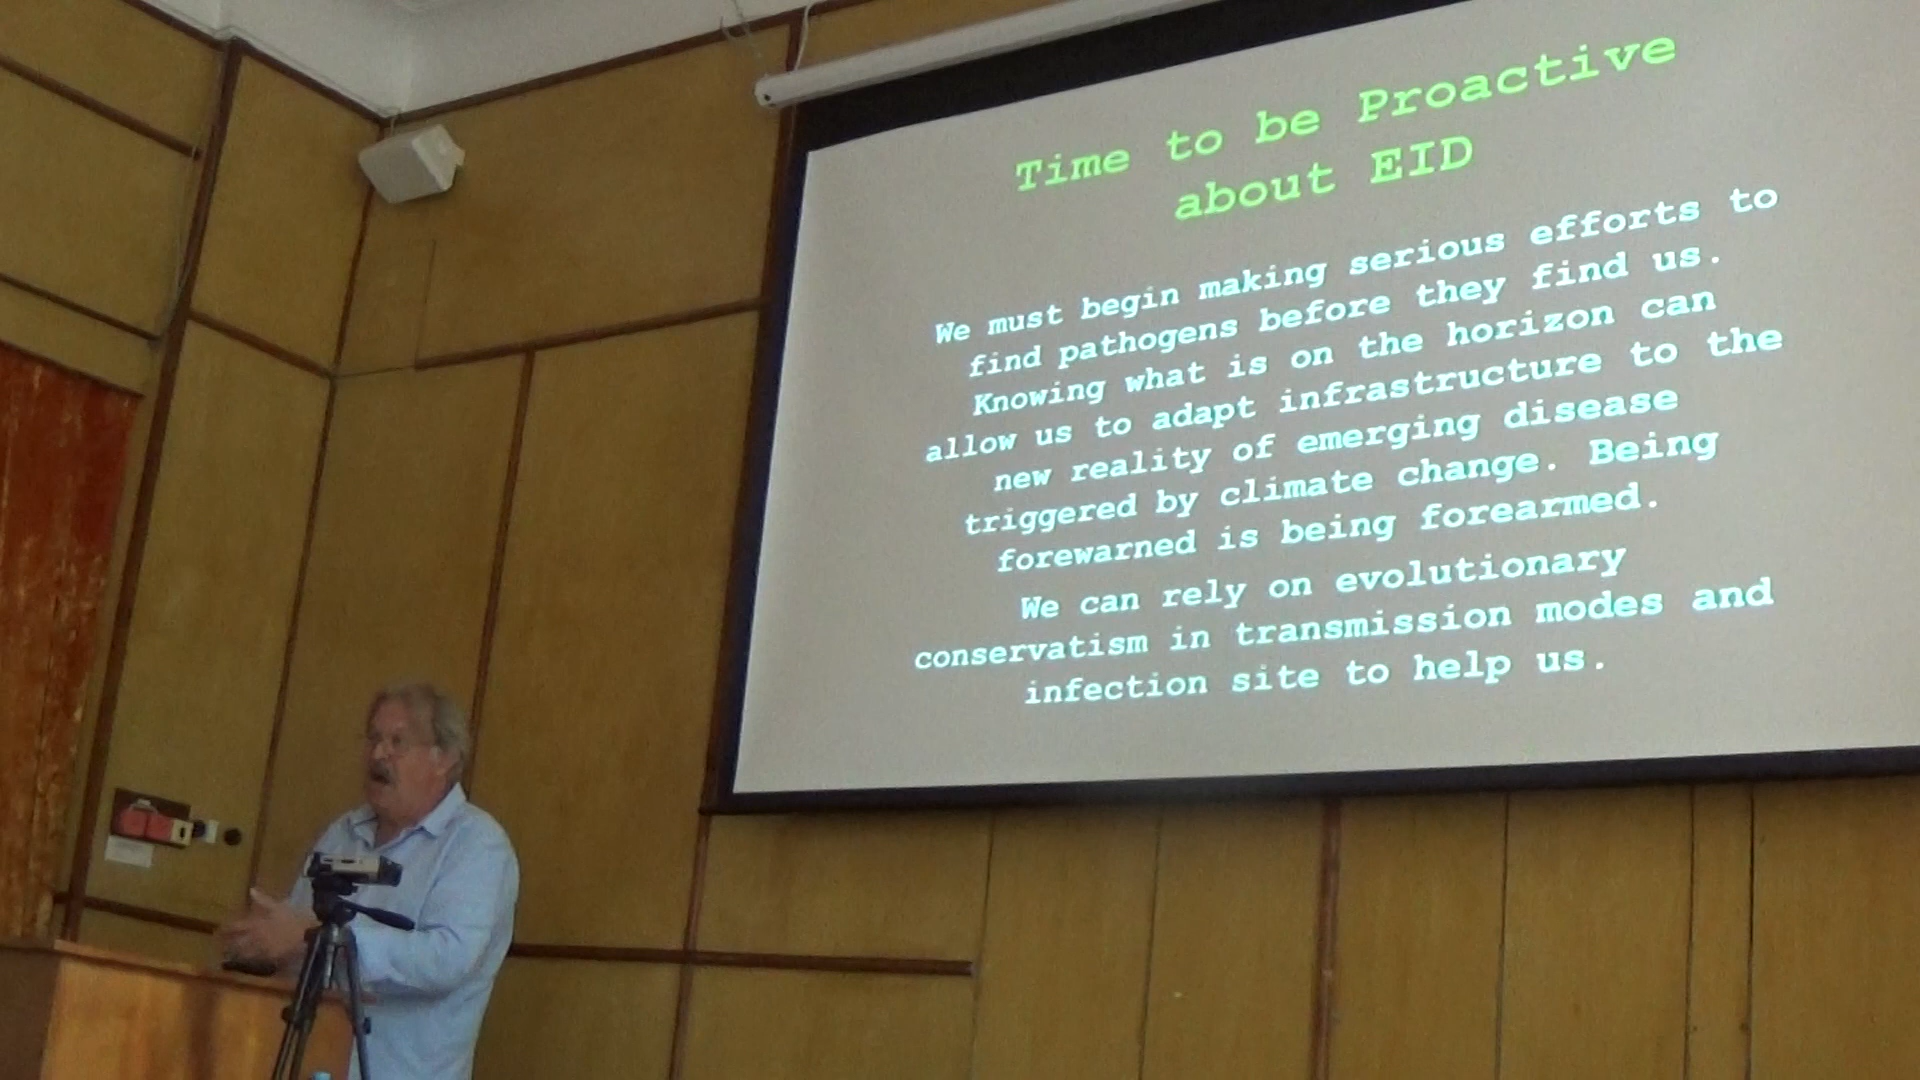 Time to be Proactive
about EID
We must begin making serious efforts to
find pathogens before they find us.
Knowing what is on the horizon can
allow us to adapt infrastructure to the
new reality of emerging disease
triggered by climate change. Being
forewarned is being forearmed.
We can rely on evolutionary
conservatism in transmission modes and
infection site to help us.